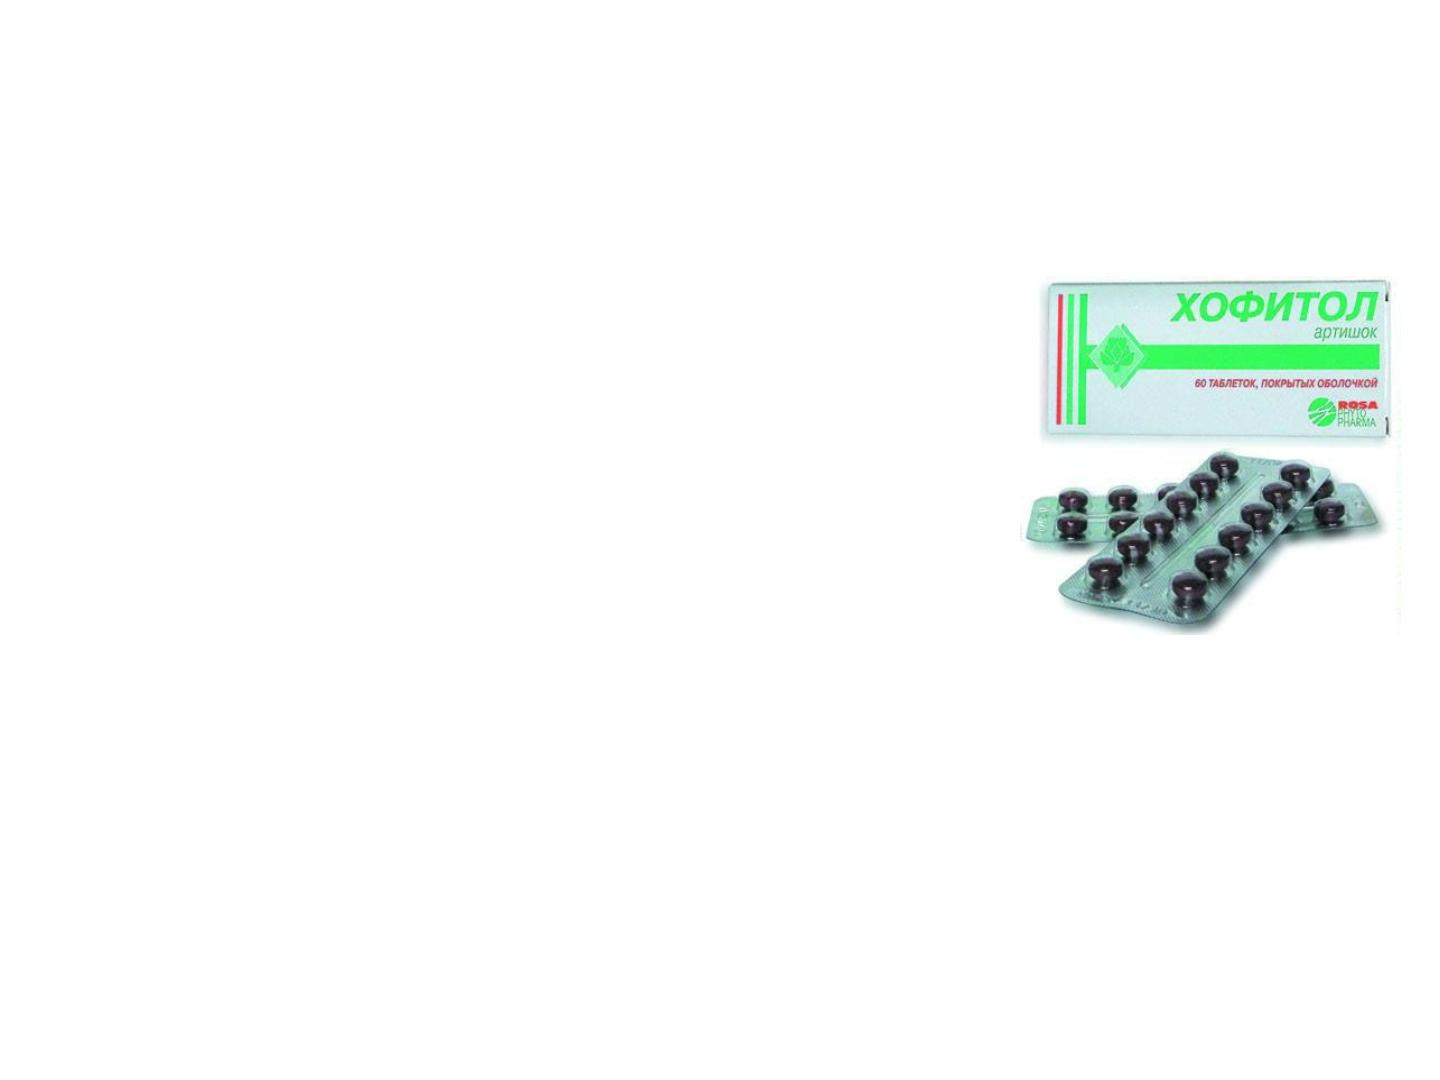 ХОФИТОЛ
артишок
60 ТАБЛЕТОК, ПОКРЫТЫХ ОБОЛОЧКОЙ
ROSA
PHYTO
PHARMA